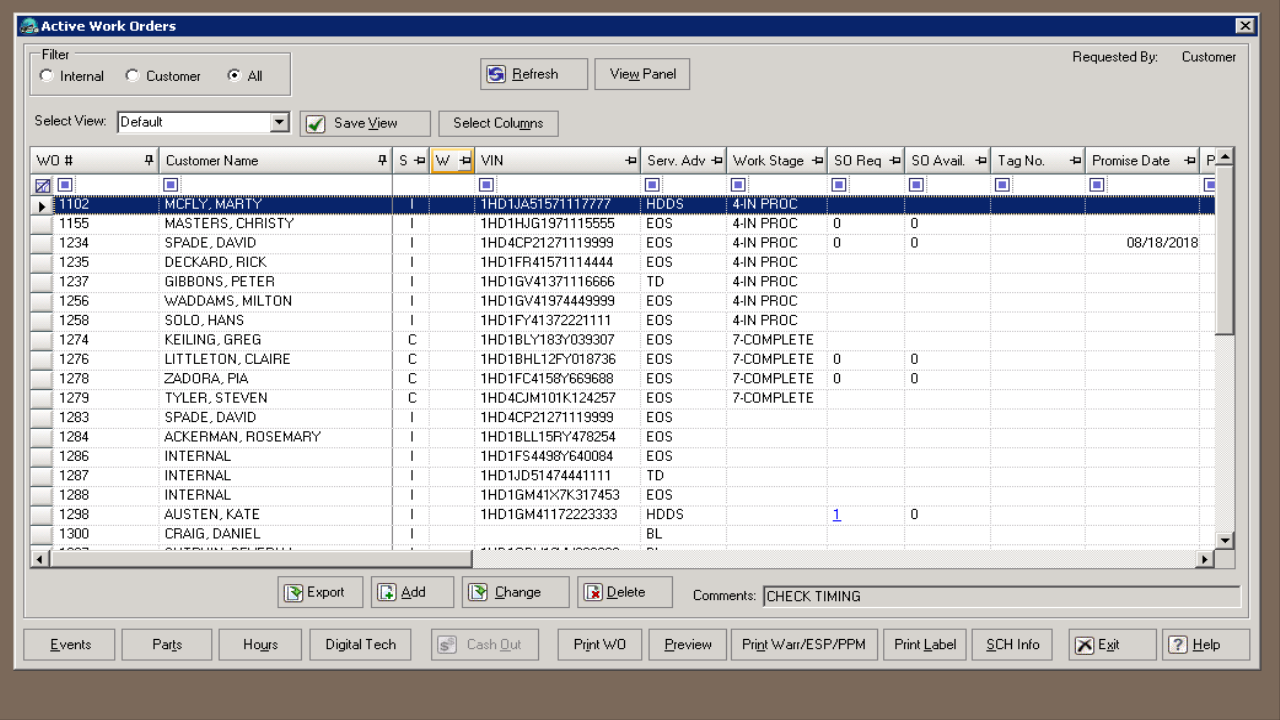 Active Work Orders
Filter
Internal Customer All
Refresh View Panel
Requested By: Customer
Select View: Default Save View Select Columns
WO # Customer Name S W VIN Serv. Adv Work Stage SO Req SO Avail. Tag No. Promise Date P
1102 MCFLY, MARTY I 1HD1JA51571117777 HDDS 4-IN PROC
1155 MASTERS, CHRISTY I 1HD1HJG1971115555 EOS 4-IN PROC 0 0
1234 SPADE, DAVID I 1HD4CP21271119999 EOS 4-IN PROC 0 0 08/18/2018
1235 DECKARD, RICK I 1HD1FR41571114444 EOS 4-IN PROC
1237 GIBBONS, PETER I 1HD1GV41371116666 TD 4-IN PROC
1256 WADDAMS, MILTON I 1HD1GV41974449999 EOS 4-IN PROC
1258 SOLO, HANS I 1HD1FY41372221111 EOS 4-IN PROC
1274 KEILING, GREG C 1HD1BLY183Y039307 EOS 7-COMPLETE
1276 LITTLETON, CLAIRE C 1HD1BHL12FY018736 EOS 7-COMPLETE 0 0
1278 ZADORA, PIA C 1HD1FC4158Y669688 EOS 7-COMPLETE 0 0
1279 TYLER, STEVEN C 1HD4CJM101K124257 EOS 7-COMPLETE
1283 SPADE, DAVID I 1HD4CP21271119999 EOS
1284 ACKERMAN, ROSEMARY I 1HD1BLL15RY478254 EOS
1286 INTERNAL I 1HD1FS4498Y640084 EOS
1287 INTERNAL I 1HD1JD51474441111 TD
1288 INTERNAL I 1HD1GM41X7K317453 EOS
1298 AUSTEN, KATE I 1HD1GM41172223333 HDDS 1 0
1300 CRAIG, DANIEL I BL
Export Add Change Delete Comments: CHECK TIMING
Events Parts Hours Digital Tech Cash Out Print WO Preview Print Warr/ESP/PPM Print Label SCH Info Exit Help